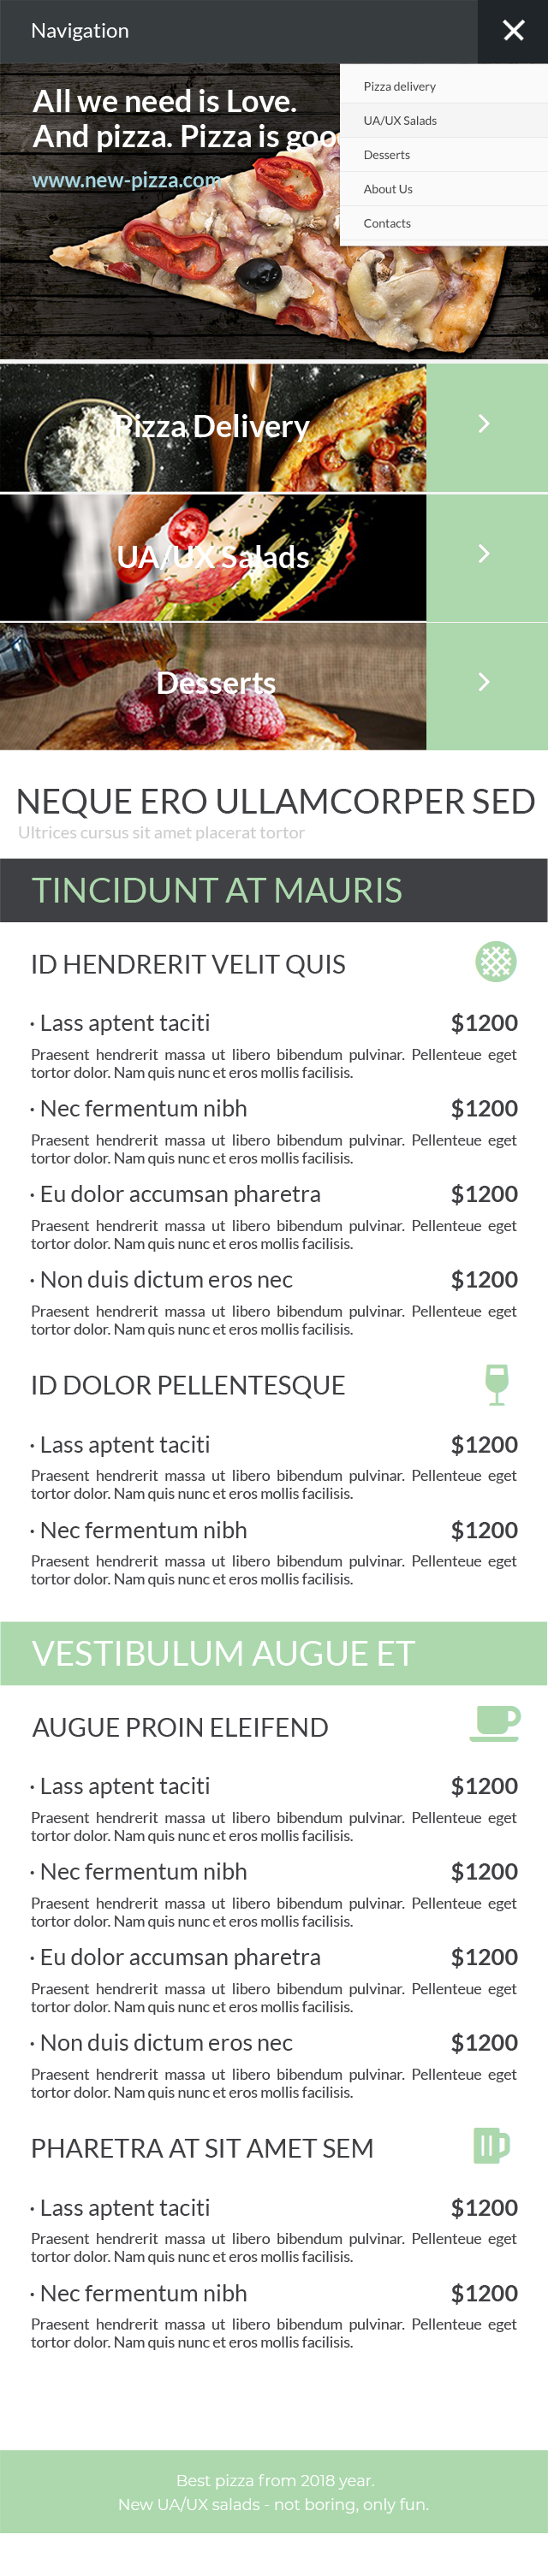 Navigation
All we need is Love.
And pizza. Pizza is
www.new-pizza.com
Pizza delivery
UA/UX Salads
Desserts
About Us
Contacts
Pizza Delivery
UA/UX Salads
Desserts
NEQUE ERO ULLAMCORPER SED
Ultrices cursus sit amet placerat tortor
TINCIDUNT AT MAURIS
ID HENDRERIT VELIT QUIS
· Lass aptent taciti $1200
Praesent hendrerit massa ut libero bibendum pulvinar. Pellenteue eget
tortor dolor. Nam quis nunc et eros mollis facilisis.
· Nec fermentum nibh $1200
Praesent hendrerit massa ut libero bibendum pulvinar. Pellenteue eget
tortor dolor. Nam quis nunc et eros mollis facilisis.
· Eu dolor accumsan pharetra $1200
Praesent hendrerit massa ut libero bibendum pulvinar. Pellenteue eget
tortor dolor. Nam quis nunc et eros mollis facilisis.
· Non duis dictum eros nec $1200
Praesent hendrerit massa ut libero bibendum pulvinar. Pellenteue eget
tortor dolor. Nam quis nunc et eros mollis facilisis.
ID DOLOR PELLENTESQUE
· Lass aptent taciti $1200
Praesent hendrerit massa ut libero bibendum pulvinar. Pellenteue eget
tortor dolor. Nam quis nunc et eros mollis facilisis.
· Nec fermentum nibh $1200
Praesent hendrerit massa ut libero bibendum pulvinar. Pellenteue eget
tortor dolor. Nam quis nunc et eros mollis facilisis.
VESTIBULUM AUGUE ET
AUGUE PROIN ELEIFEND
· Lass aptent taciti $1200
Praesent hendrerit massa ut libero bibendum pulvinar. Pellenteue eget
tortor dolor. Nam quis nunc et eros mollis facilisis.
· Nec fermentum nibh $1200
Praesent hendrerit massa ut libero bibendum pulvinar. Pellenteue eget
tortor dolor. Nam quis nunc et eros mollis facilisis.
· Eu dolor accumsan pharetra $1200
Praesent hendrerit massa ut libero bibendum pulvinar. Pellenteue eget
tortor dolor. Nam quis nunc et eros mollis facilisis.
· Non duis dictum eros nec $1200
Praesent hendrerit massa ut libero bibendum pulvinar. Pellenteue eget
tortor dolor. Nam quis nunc et eros mollis facilisis.
PHARETRA AT SIT AMET SEM
· Lass aptent taciti $1200
Praesent hendrerit massa ut libero bibendum pulvinar. Pellenteue eget
tortor dolor. Nam quis nunc et eros mollis facilisis.
· Nec fermentum nibh $1200
Praesent hendrerit massa ut libero bibendum pulvinar. Pellenteue eget
tortor dolor. Nam quis nunc et eros mollis facilisis.
Best pizza from 2018 year.
New UA/UX salads - not boring, only fun.